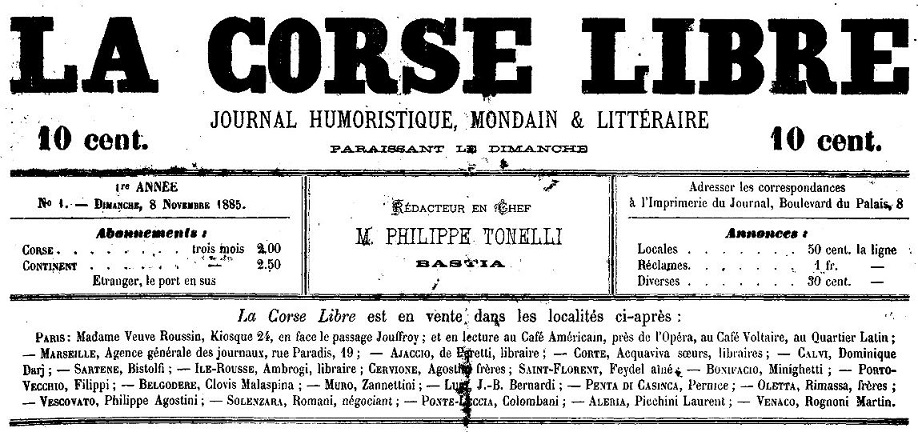 LA CORSE LIBRE
JOURNAL HUMORISTIQUE, MONDAIN & LITTÉRAIRE
10 cent.
PARAISSANT LE DIMANCHE
10 cent.
1re ANNÉE
No 1. — DIMANCHE, 8 NOVEMBRE 1885.
Abonnements :
CORSE . . . . . . . trois mois 2.00
CONTINENT . . . . . . — 2.50
Etranger, le port en sus
RÉDACTEUR EN CHEF
M. PHILIPPE TONELLI
BASTIA
Adresser les correspondances
à l'Imprimerie du Journal, Boulevard du Palais, 8
Annonces :
Locales . . . . . . . 50 cent. la ligne
Réclames. . . . . . . 1 fr. —
Diverses . . . . . . . 30 cent. —
La Corse Libre est en vente dans les localités ci-après :
PARIS : Madame Veuve Roussin, Kiosque 24, en face le passage Jouffroy ; et en lecture au Café Américain, près de l'Opéra, au Café Voltaire, au Quartier Latin ;
— MARSEILLE, Agence générale des journaux, rue Paradis, 19 ; — AJACCIO, de Peretti, libraire ; — CORTE, Acquaviva sœurs, libraires ; — CALVI, Dominique
Darj ; — SARTENE, Bistolfi ; — ILE-ROUSSE, Ambrogi, libraire ; CERVIONE, Agostini frères ; SAINT-FLORENT, Feydel aîné ; — BONIFACIO, Minighetti ; — PORTO-
VECCHIO, Filippi ; — BELGODERE, Clovis Malaspina ; — MURO, Zannettini ; — J.-B. Bernardi ; — PENTA DI CASINCA, Pernice ; — OLETTA, Rimassa, frères ;
— VESCOVATO, Philippe Agostini ; — SOLENZARA, Romani, négociant ; — PONTE-LECCIA, Colombani ; — ALERIA, Picchini Laurent ; — VENACO, Rognoni Martin.